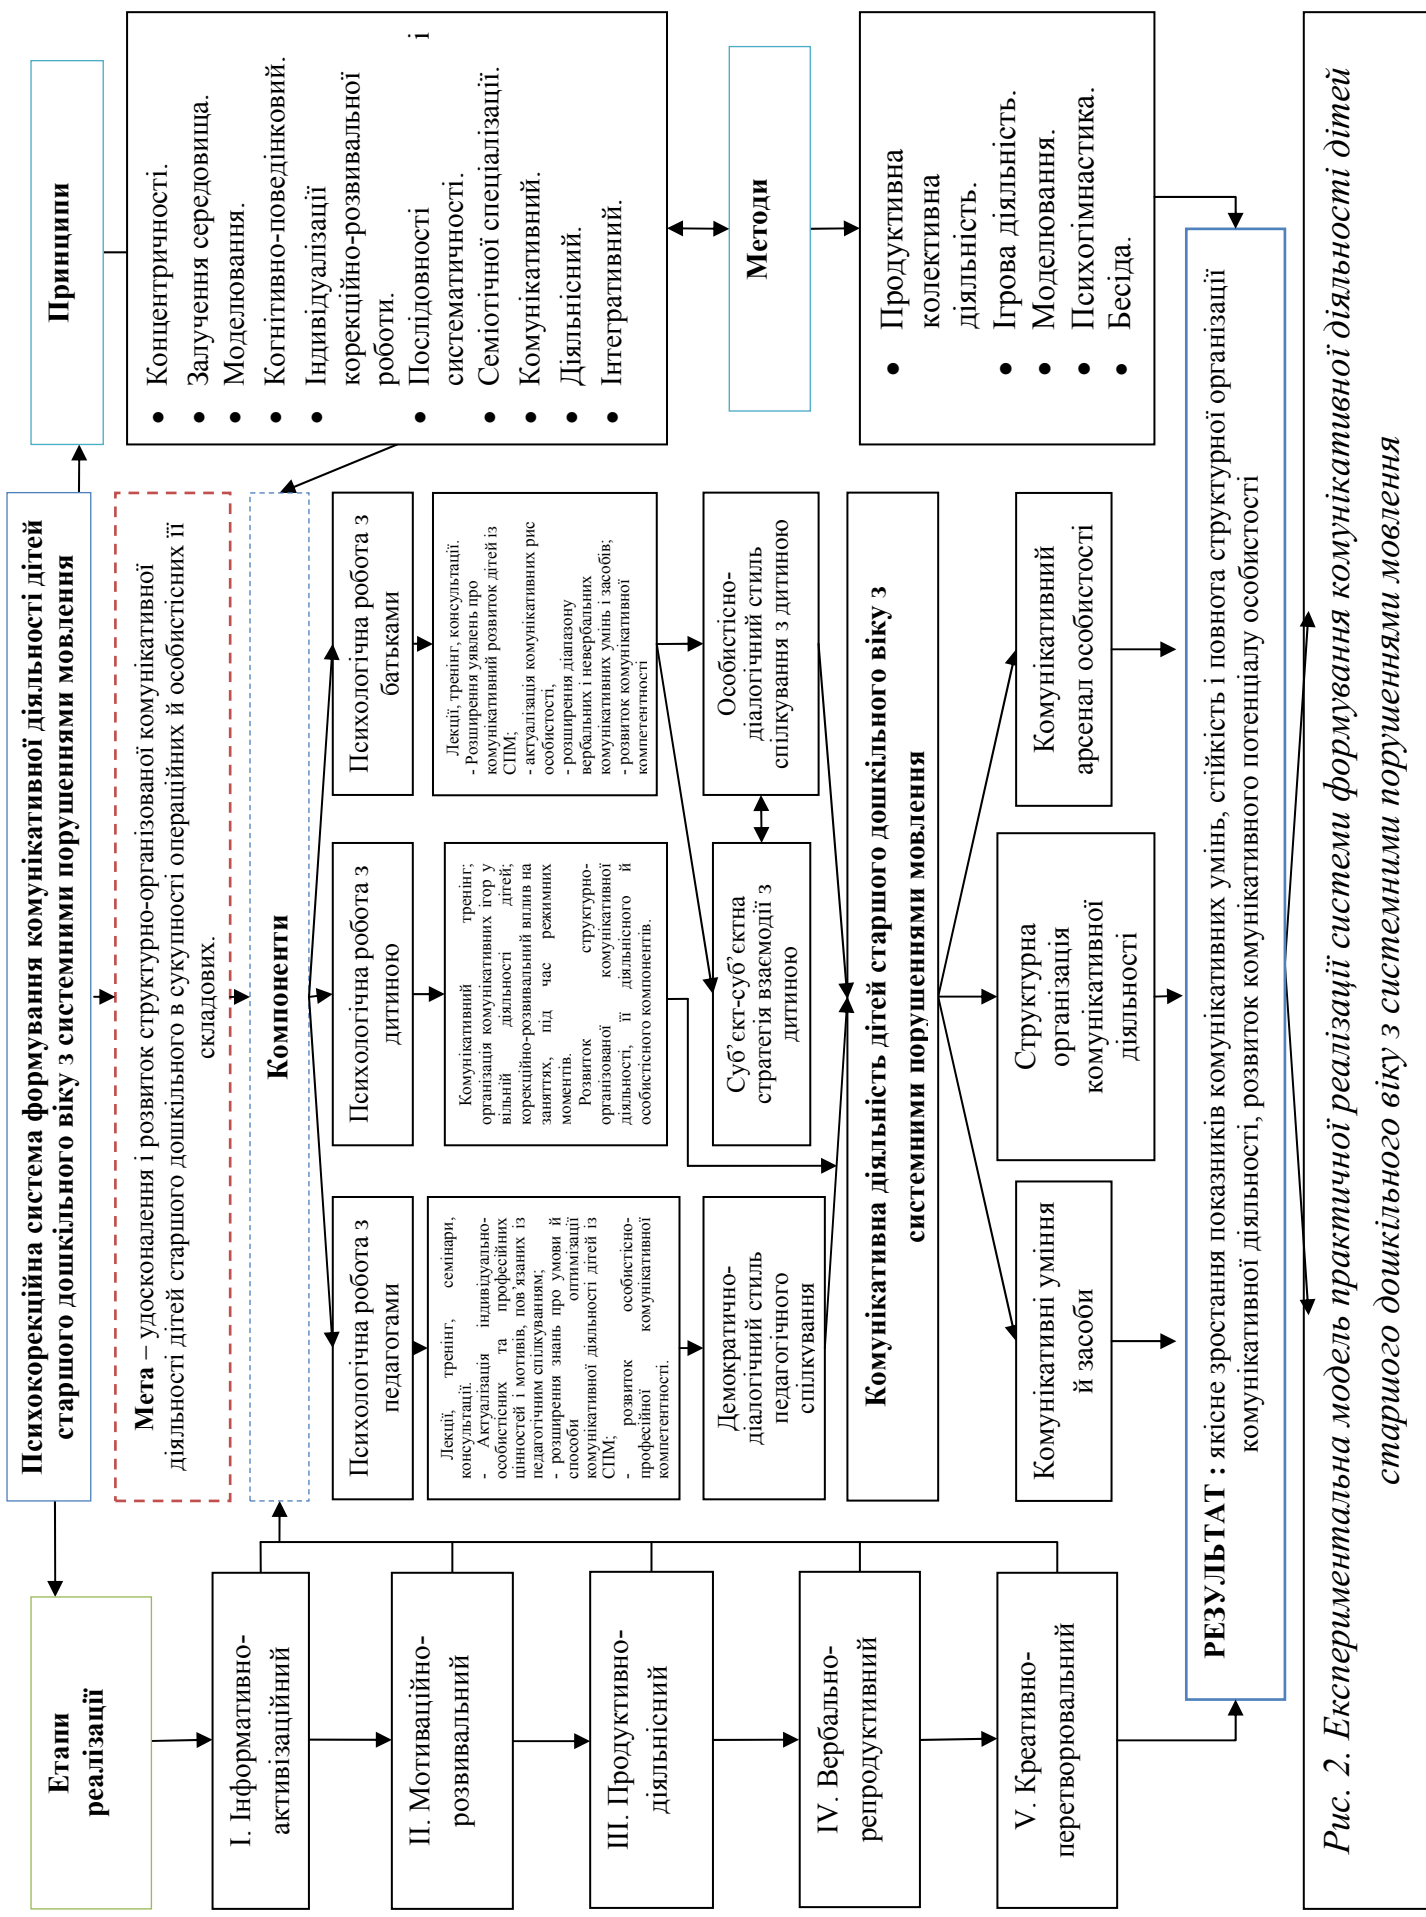 Психокорекційна система формування комунікативної діяльності дітей
старшого дошкільного віку з системними порушеннями мовлення
Етапи
реалізації
Принципи
Мета – удосконалення і розвиток структурно-організованої комунікативної
діяльності дітей старшого дошкільного в сукупності операційних й особистісних її
складових.
Компоненти
І. Інформативно-
активізаційний
ІІ. Мотиваційно-
розвивальний
ІІІ. Продуктивно-
діяльнісний
IV. Вербально-
репродуктивний
V. Креативно-
перетворювальний
Психологічна робота з
педагогами
Психологічна робота з
дитиною
Психологічна робота з
батьками
Лекції, тренінг, семінари,
консультації.
- Актуалізація індивідуально-
особистісних та професійних
цінностей і мотивів, пов’язаних із
педагогічним спілкуванням;
- розширення знань про умови й
способи оптимізації
комунікативної діяльності дітей із
СПМ;
- розвиток особистісно-
професійної комунікативної
компетентності.
Комунікативний тренінг;
організація комунікативних ігор у
вільній діяльності дітей;
корекційно-розвивальний вплив на
заняттях, під час режимних
моментів.
Розвиток структурно-
організованої комунікативної
діяльності, її діяльнісного й
особистісного компонентів.
Лекції, тренінг, консультації.
- Розширення уявлень про
комунікативний розвиток дітей із
СПМ;
- актуалізація комунікативних рис
особистості,
- розширення діапазону
вербальних і невербальних
комунікативних умінь і засобів;
- розвиток комунікативної
компетентності
Демократично-
діалогічний стиль
педагогічного
спілкування
Суб’єкт-суб’єктна
стратегія взаємодії з
дитиною
Особистісно-
діалогічний стиль
спілкування з дитиною
Комунікативна діяльність дітей старшого дошкільного віку з
системними порушеннями мовлення
Комунікативні уміння
й засоби
Структурна
організація
комунікативної
діяльності
Комунікативний
арсенал особистості
• Концентричності.
• Залучення середовища.
• Моделювання.
• Когнітивно-поведінковий.
• Індивідуалізації
корекційно-розвивальної
роботи.
• Послідовності і
систематичності.
• Семіотичної спеціалізації.
• Комунікативний.
• Діяльнісний.
• Інтегративний.
Методи
• Продуктивна
колективна
діяльність.
• Ігрова діяльність.
• Моделювання.
• Психогімнастика.
• Бесіда.
РЕЗУЛЬТАТ : якісне зростання показників комунікативних умінь, стійкість і повнота структурної організації
комунікативної діяльності, розвиток комунікативного потенціалу особистості
Рис. 2. Експериментальна модель практичної реалізації системи формування комунікативної діяльності дітей
старшого дошкільного віку з системними порушеннями мовлення